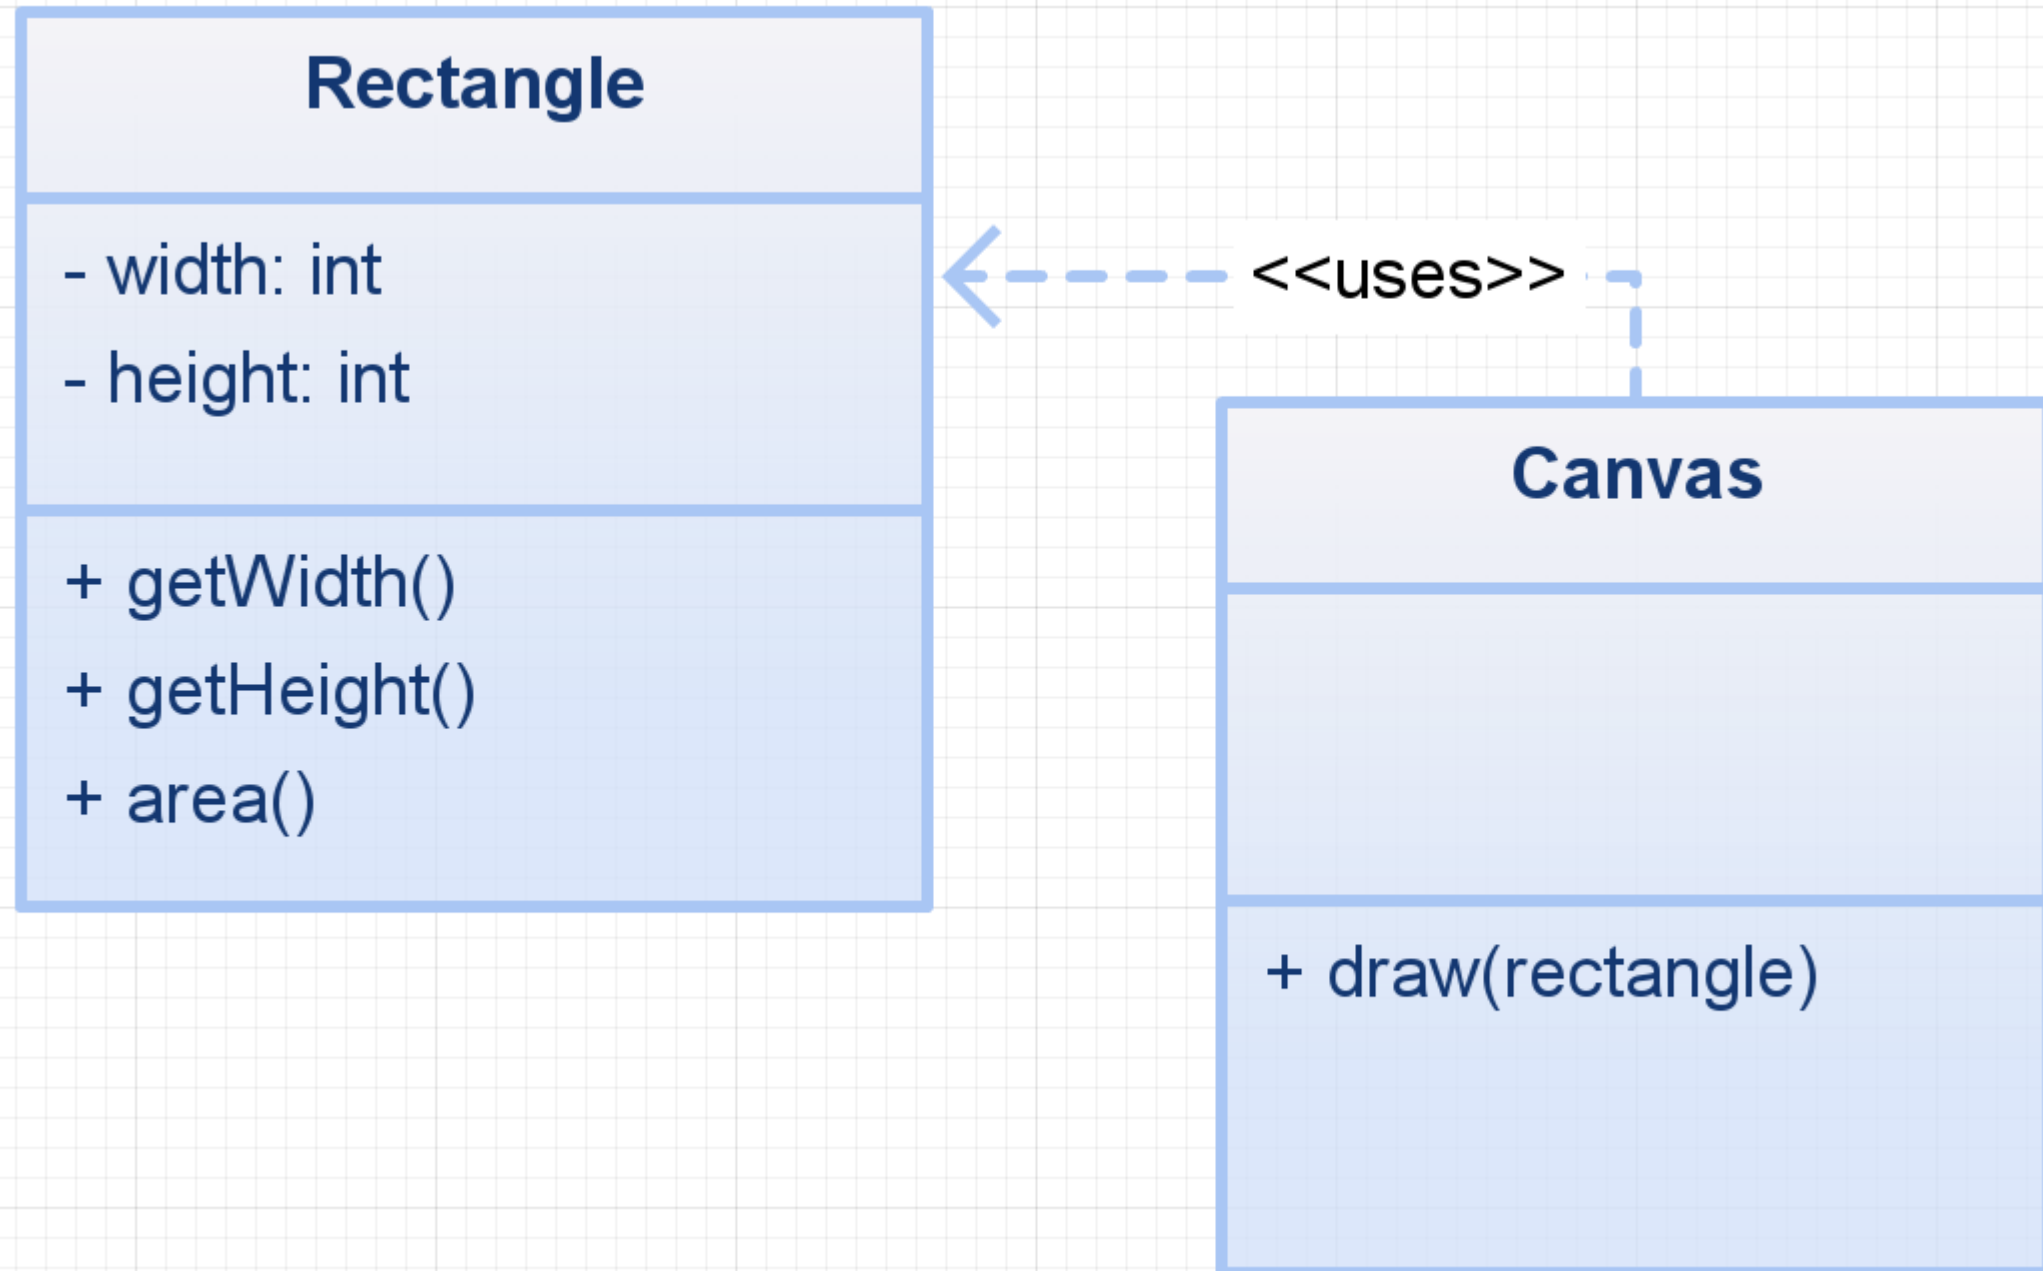 Rectangle
- width: int
- height: int
+ getWidth()
+ getHeight()
+ area()
<<uses>>
Canvas
+ draw(rectangle)